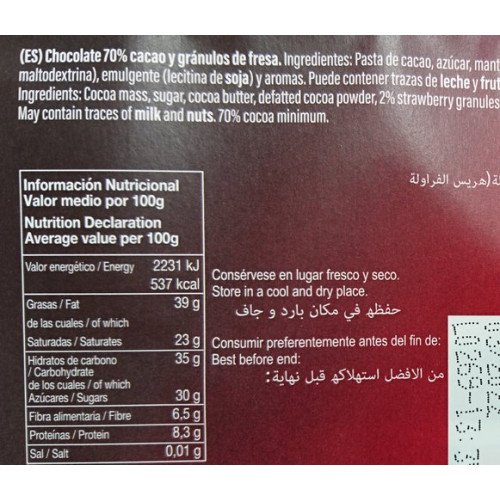 (ES) Chocolate 70% cacao y gránulos de fresa. Ingredientes: Pasta de cacao, azúcar, mant
maltodextrina), emulgente (lecitina de soja) y aromas. Puede contener trazas de leche y frut
Ingredients: Cocoa mass, sugar, cocoa butter, defatted cocoa powder, 2% strawberry granules
May contain traces of milk and nuts. 70% cocoa minimum.
(هريس الفراولة
Información Nutricional
Valor medio por 100g
Nutrition Declaration
Average value per 100g
Valor energético / Energy 2231 kJ
537 kcal
Grasas / Fat 39 g
de las cuales / of which
Saturadas / Saturates 23 g
Hidratos de carbono 35 g
/ Carbohydrate
de los cuales / of which
Azúcares / Sugars 30 g
Fibra alimentaria / Fibre 6,5 g
Proteínas / Protein 8,3 g
Sal / Salt 0,01 g
Consérvese en lugar fresco y seco.
Store in a cool and dry place.
حفظه في مكان بارد و جاف
Consumir preferentemente antes del fin de:
Best before end:
من الافضل استهلاكه قبل نهاية: